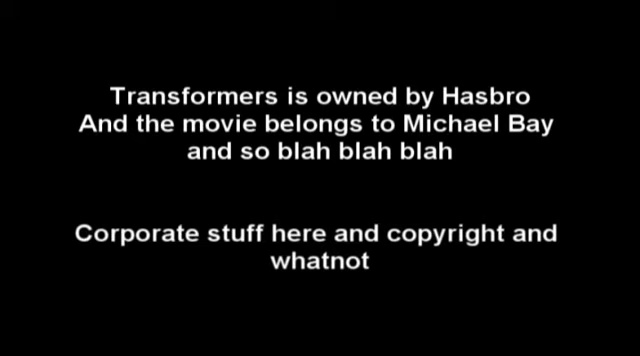 Transformers is owned by Hasbro
And the movie belongs to Michael Bay
and so blah blah blah
Corporate stuff here and copyright and
whatnot